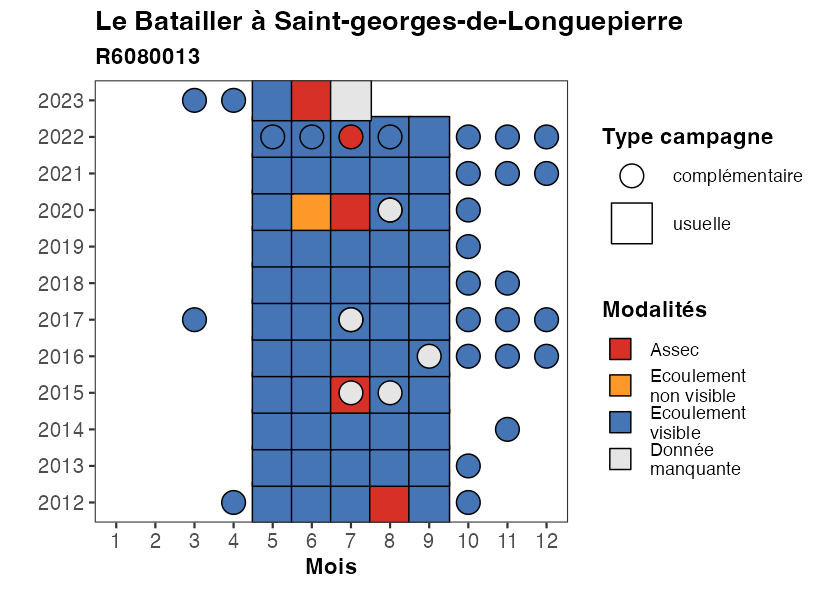 Le Batailler à Saint-georges-de-Longuepierre
R6080013
2023
2022
2021
2020
2019
2018
2017
2016
2015
2014
2013
2012
1 2 3 4 5 6 7 8 9 10 11 12
Mois
Type campagne
complémentaire
usuelle
Modalités
Assec
Ecoulement
non visible
Ecoulement
visible
Donnée
manquante